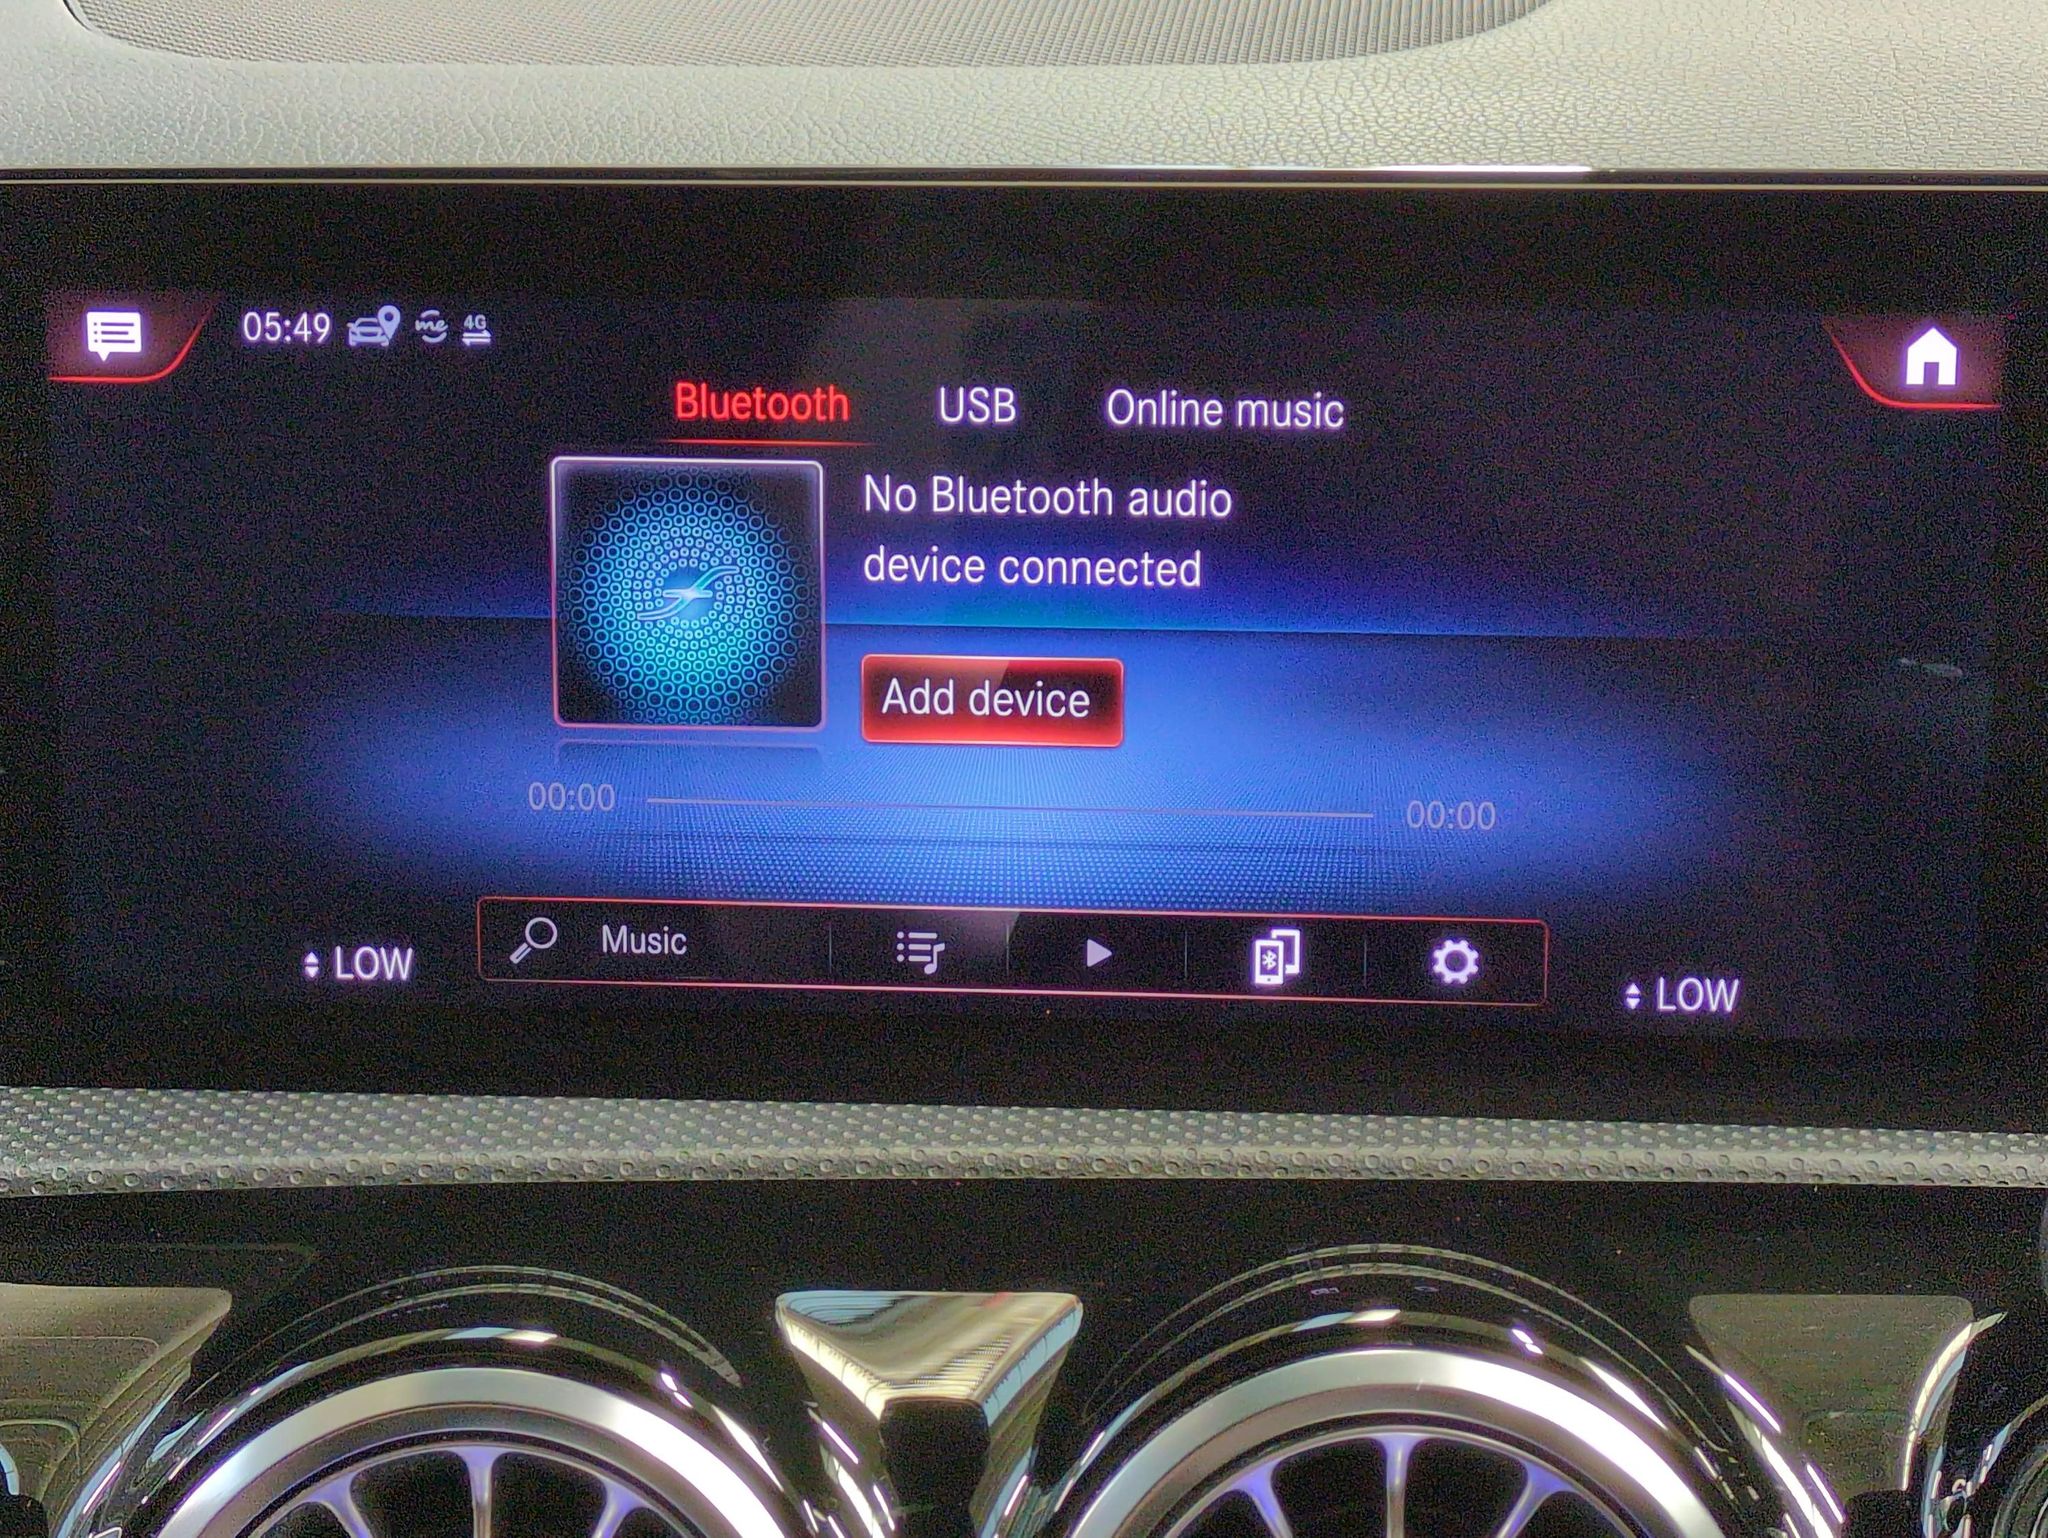 05:49 me 4G
Bluetooth USB Online music
No Bluetooth audio
device connected
Add device
00:00 00:00
Music
LOW LOW